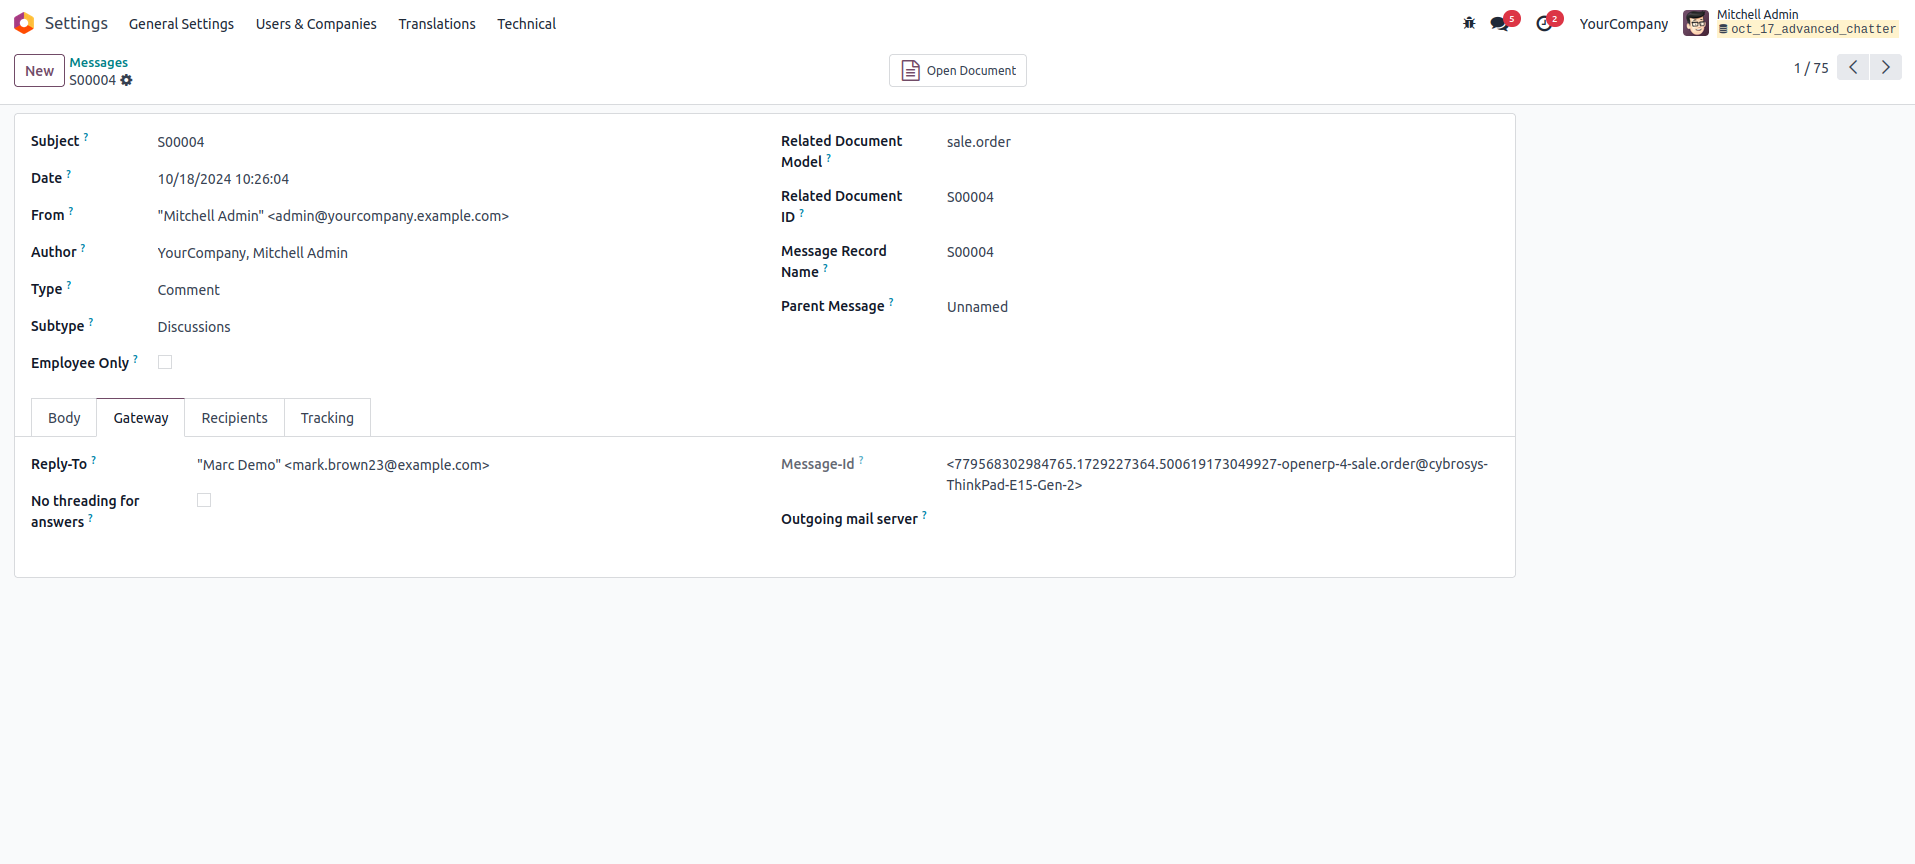 Settings General Settings Users & Companies Translations Technical 5 2 YourCompany Mitchell Admin
oct_17_advanced_chatter
New Messages
S00004
Open Document
1 / 75
Subject ? S00004
Date ? 10/18/2024 10:26:04
From ? "Mitchell Admin" <admin@yourcompany.example.com>
Author ? YourCompany, Mitchell Admin
Type ? Comment
Subtype ? Discussions
Employee Only ?
Related Document
Model ? sale.order
Related Document
ID ? S00004
Message Record
Name ? S00004
Parent Message ? Unnamed
Body Gateway Recipients Tracking
Reply-To ? "Marc Demo" <mark.brown23@example.com>
No threading for
answers ?
Message-Id ? <779568302984765.1729227364.500619173049927-openerp-4-sale.order@cybrosys-
ThinkPad-E15-Gen-2>
Outgoing mail server ?